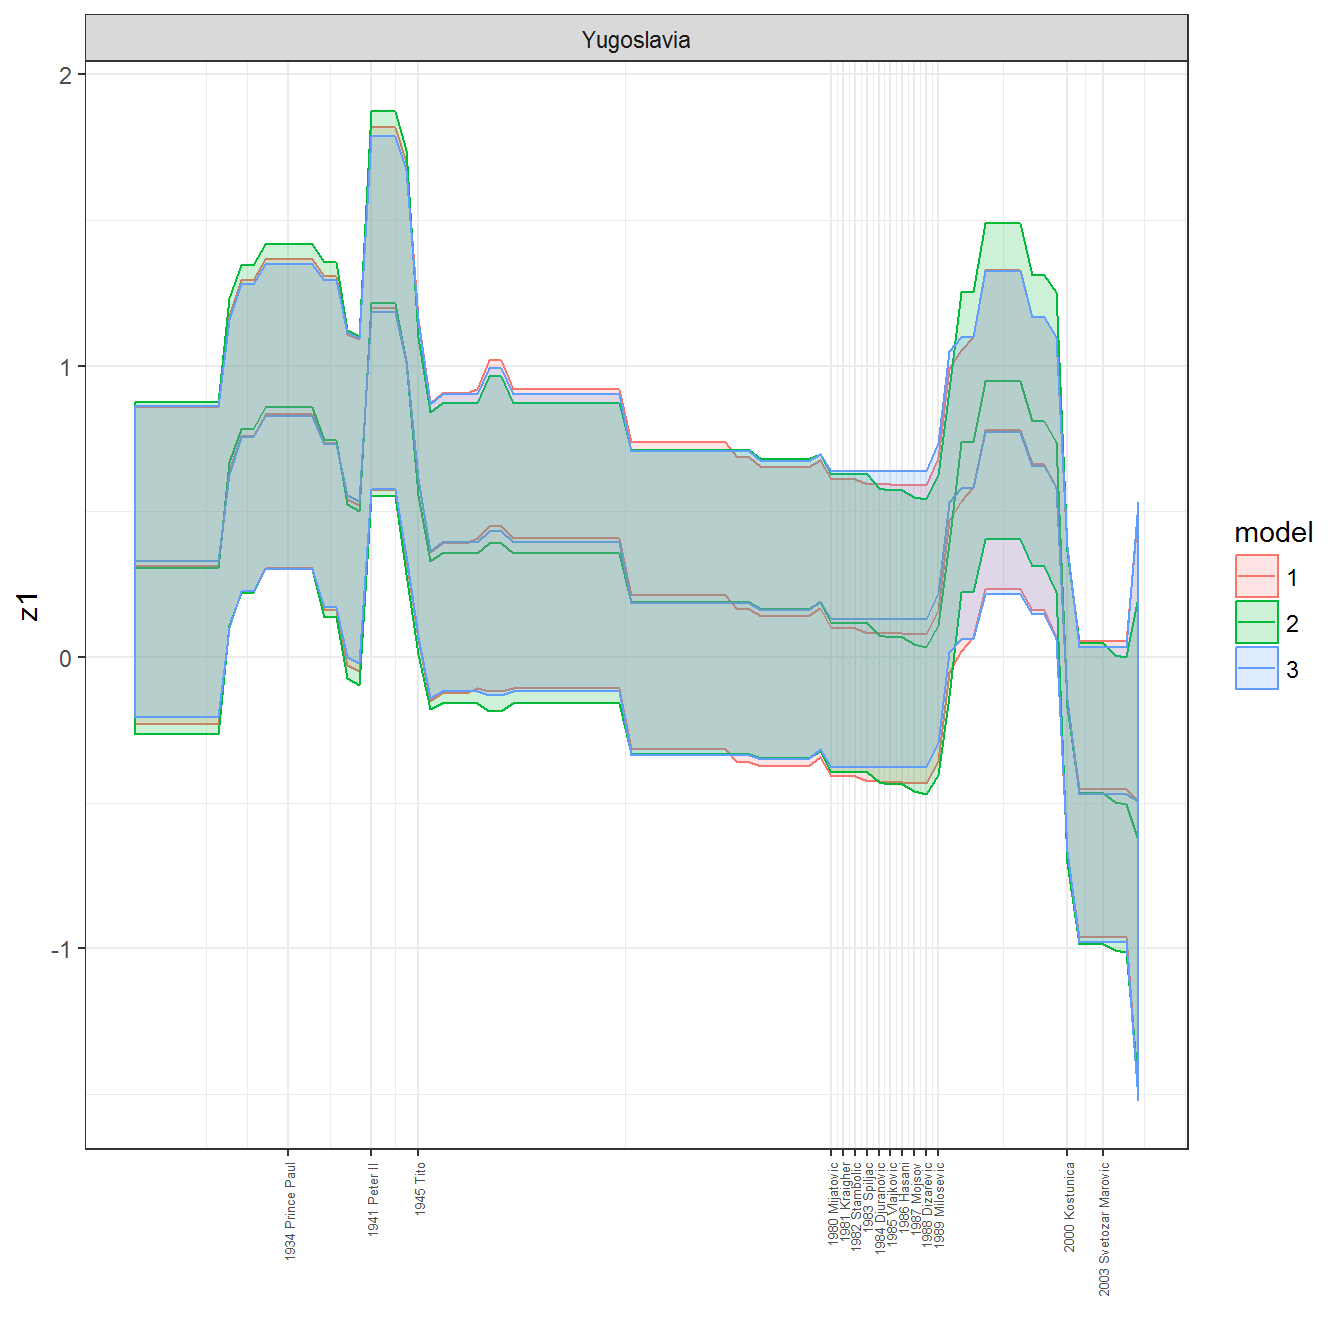 Yugoslavia
2
1
0
-1
z1
model
1
2
3
1934 Prince Paul
1941 Peter II
1945 Tito
1980 Mijatovic
1981 Kraigher
1982 Stambolic
1983 Spiljac
1984 Djuranovic
1985 Vlajkovic
1986 Hasani
1987 Mojsov
1988 Dizarevic
1989 Milosevic
2000 Kostunica
2003 Svetozar Marovic